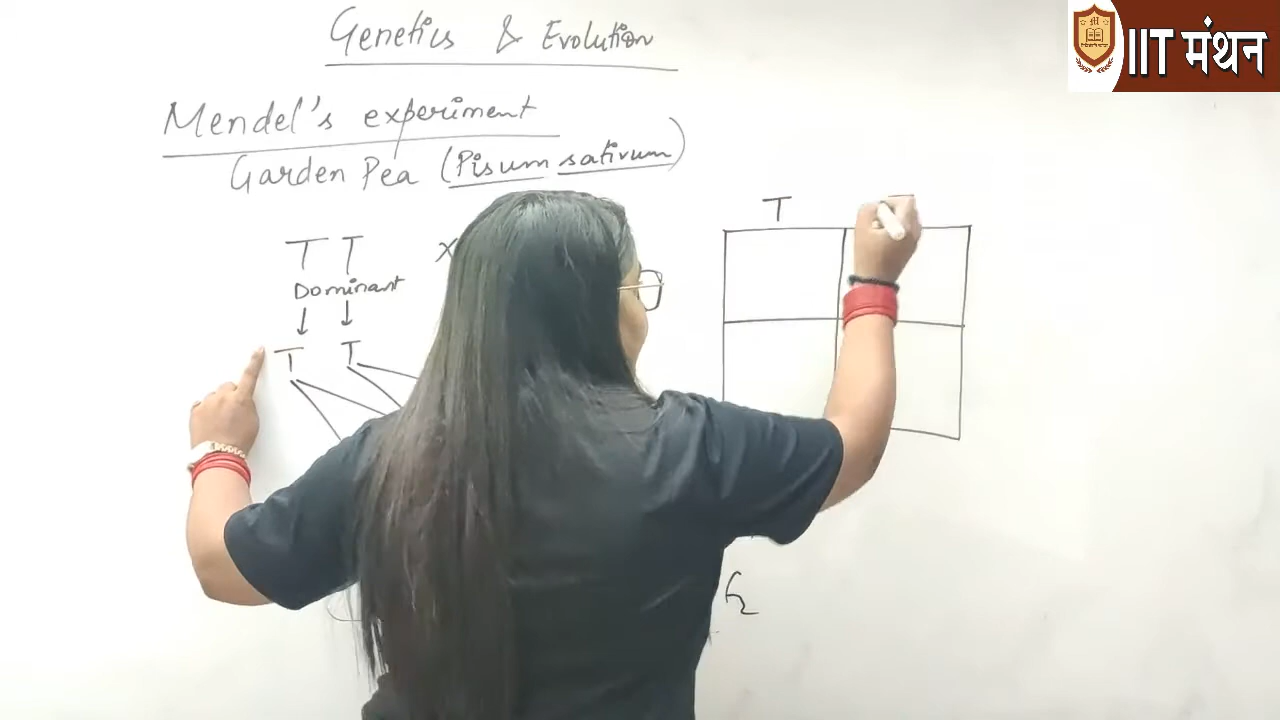 IIT मंथन
Genetics & Evolution
Mendel's experiment
Garden Pea (Pisum sativum)
T T x
Dominant
↓ ↓
T T
T T
F2